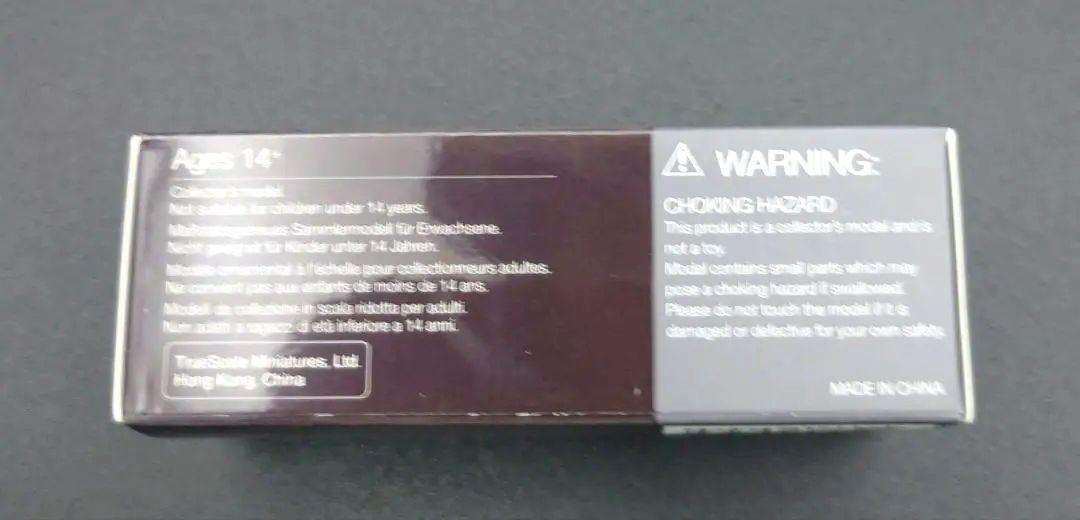 Ages 14+
Collector's model
Not suitable for children under 14 years.
Maßstabgetreues Sammlermodell für Erwachsene.
Nicht geeignet für Kinder unter 14 Jahren.
Modèle ornemental à l'échelle pour collectionneurs adultes.
Ne convient pas aux enfants de moins de 14 ans.
Modelli da collezione in scala ridotta per adulti.
Non adatti a ragazzi di età inferiore a 14 anni.
TrueScale Miniatures, Ltd.
Hong Kong, China
WARNING:
CHOKING HAZARD
This product is a collector's model and is
not a toy.
Model contains small parts which may
pose a choking hazard if swallowed.
Please do not touch the model if it is
damaged or defective for your own safety.
MADE IN CHINA